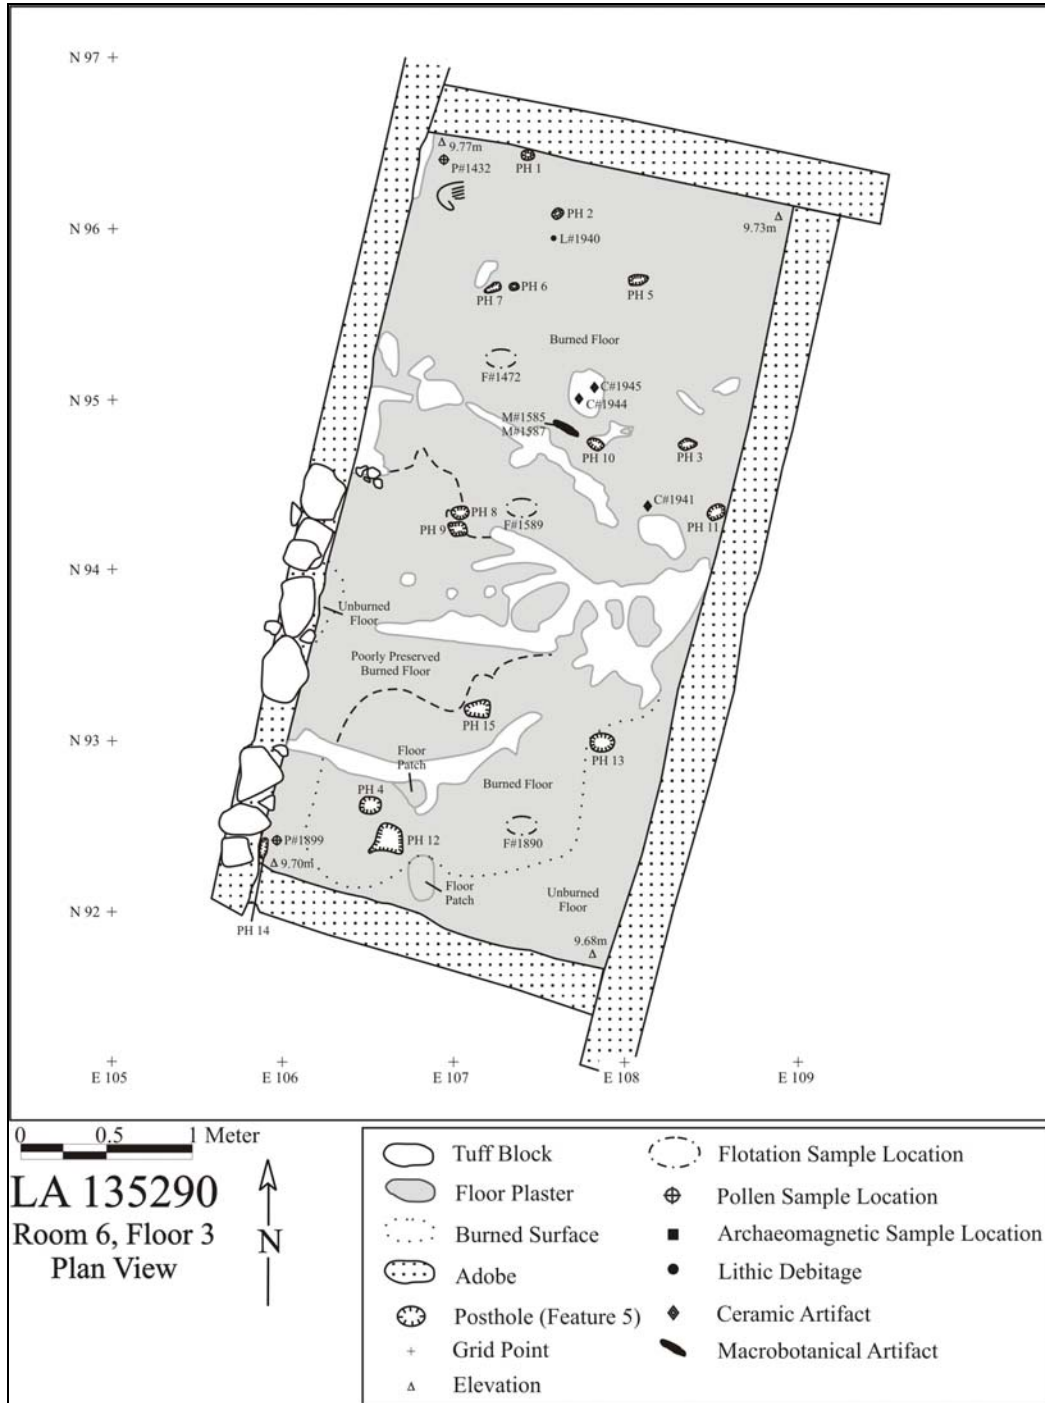 N 97
9.77m
P#1432
PH 1
N 96
PH 2
9.73m
L#1940
PH 6
PH 7
PH 5
Burned Floor
F#1472
C#1945
N 95
C#1944
M#1585
M#1587
PH 10
PH 3
C#1941
PH 8
PH 11
F#1589
PH 9
N 94
Unburned
Floor
Poorly Preserved
Burned Floor
PH 15
N 93
Floor
Patch
PH 13
Burned Floor
PH 4
P#1899
PH 12
F#1890
9.70m
Floor
Patch
Unburned
Floor
N 92
PH 14
9.68m
E 105
E 106
E 107
E 108
E 109
0 0.5 1 Meter
LA 135290
Room 6, Floor 3
Plan View
N
Tuff Block
Floor Plaster
Burned Surface
Adobe
Posthole (Feature 5)
Grid Point
Elevation
Flotation Sample Location
Pollen Sample Location
Archaeomagnetic Sample Location
Lithic Debitage
Ceramic Artifact
Macrobotanical Artifact